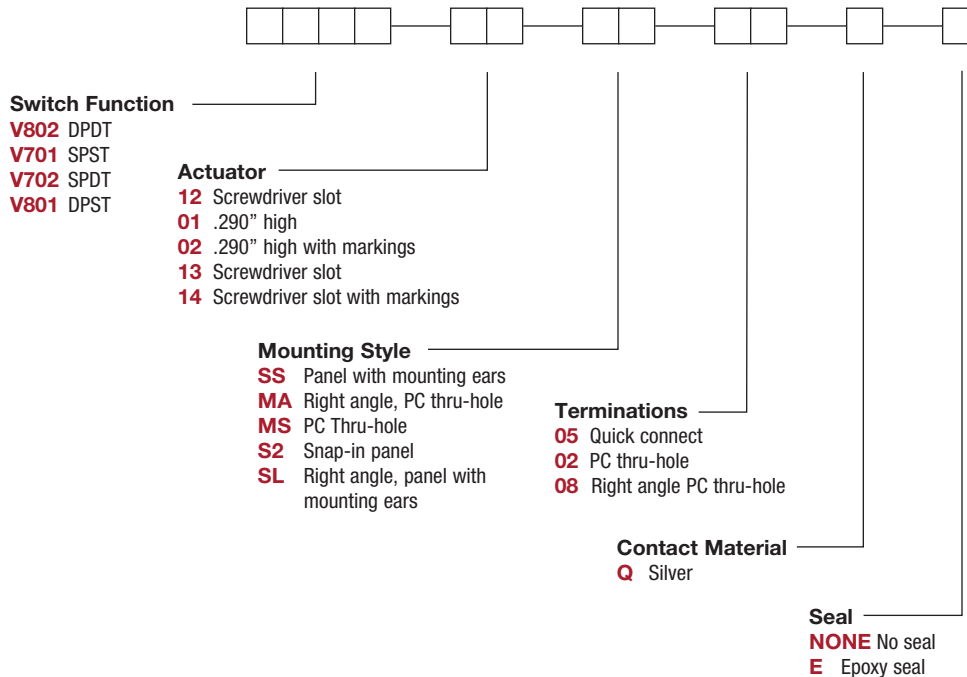 Switch Function
V802 DPDT
V701 SPST
V702 SPDT
V801 DPST
Actuator
12 Screwdriver slot
01 .290” high
02 .290” high with markings
13 Screwdriver slot
14 Screwdriver slot with markings
Mounting Style
SS Panel with mounting ears
MA Right angle, PC thru-hole
MS PC Thru-hole
S2 Snap-in panel
SL Right angle, panel with
mounting ears
Terminations
05 Quick connect
02 PC thru-hole
08 Right angle PC thru-hole
Contact Material
Q Silver
Seal
NONE No seal
E Epoxy seal